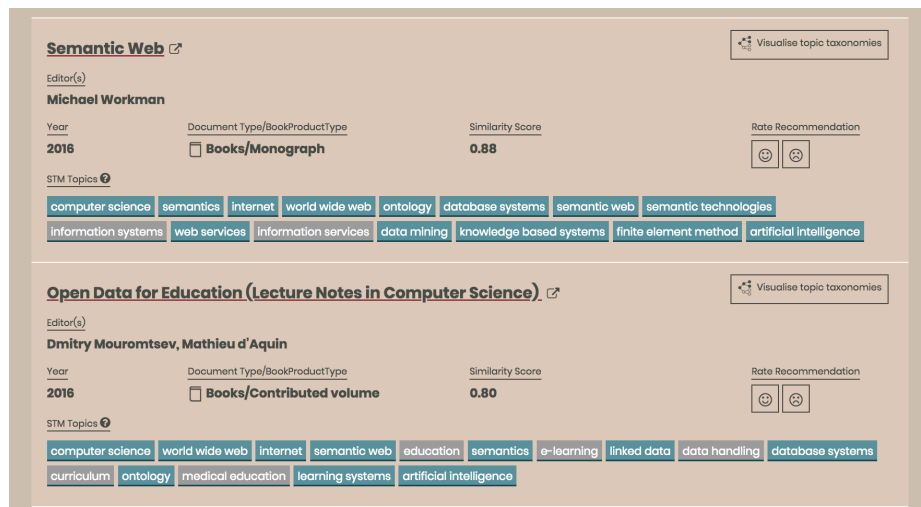 Semantic Web
Visualise topic taxonomies
Editor(s)
Michael Workman
Year Document Type/BookProductType Similarity Score Rate Recommendation
2016 Books/Monograph 0.88
STM Topics ?
computer science semantics internet world wide web ontology database systems semantic web semantic technologies
information systems web services information services data mining knowledge based systems finite element method artificial intelligence
Open Data for Education (Lecture Notes in Computer Science)
Visualise topic taxonomies
Editor(s)
Dmitry Mouromtsev, Mathieu d'Aquin
Year Document Type/BookProductType Similarity Score Rate Recommendation
2016 Books/Contributed volume 0.80
STM Topics ?
computer science world wide web internet semantic web education semantics e-learning linked data data handling database systems
curriculum ontology medical education learning systems artificial intelligence